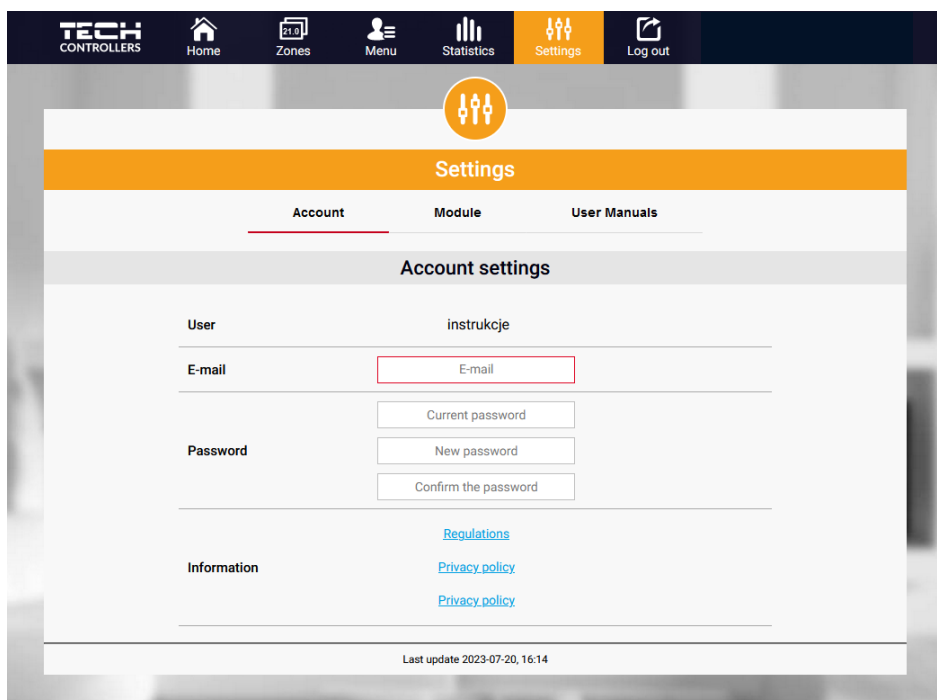 TECH
CONTROLLERS
Home
21.0
Zones
Menu
Statistics
Settings
Log out
Settings
Account Module User Manuals
Account settings
User instrukcje
E-mail E-mail
Current password
Password New password
Confirm the password
Regulations
Information Privacy policy
Privacy policy
Last update 2023-07-20, 16:14